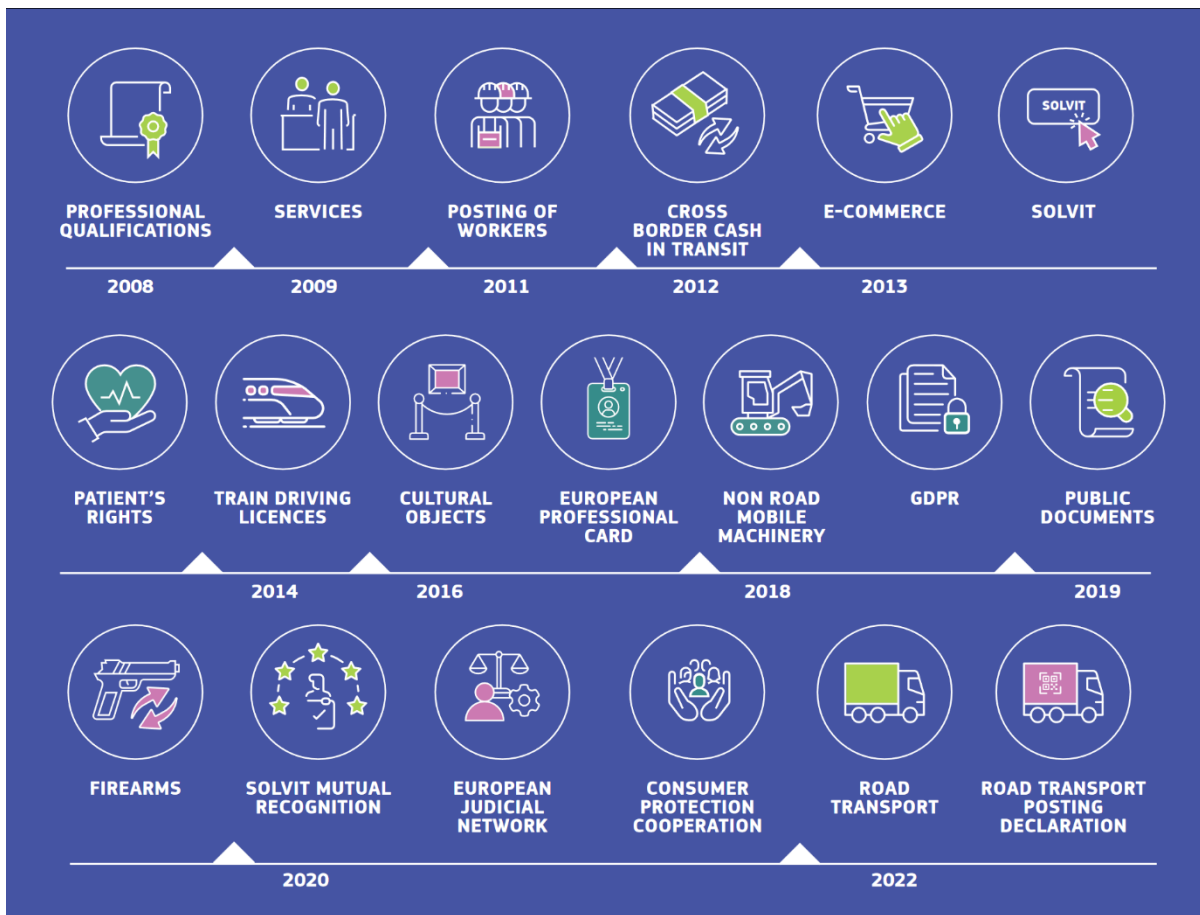 SOLVIT
PROFESSIONAL
QUALIFICATIONS
SERVICES
POSTING OF
WORKERS
CROSS
BORDER CASH
IN TRANSIT
E-COMMERCE
SOLVIT
2008
2009
2011
2012
2013
PATIENT'S
RIGHTS
TRAIN DRIVING
LICENCES
CULTURAL
OBJECTS
EUROPEAN
PROFESSIONAL
CARD
NON ROAD
MOBILE
MACHINERY
GDPR
PUBLIC
DOCUMENTS
2014
2016
2018
2019
FIREARMS
SOLVIT MUTUAL
RECOGNITION
EUROPEAN
JUDICIAL
NETWORK
CONSUMER
PROTECTION
COOPERATION
ROAD
TRANSPORT
ROAD TRANSPORT
POSTING
DECLARATION
2020
2022